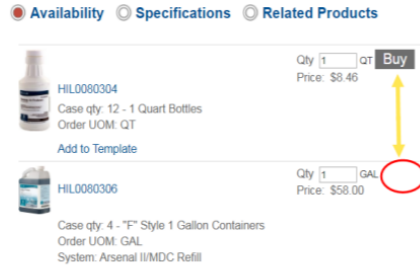 Availability Specifications Related Products
Qty 1 QT Buy
Price: $8.46
HIL0080304
Case qty: 12 - 1 Quart Bottles
Order UOM: QT
Add to Template
Qty 1 GAL
Price: $58.00
HIL0080306
Case qty: 4 - "F" Style 1 Gallon Containers
Order UOM: GAL
System: Arsenal II/MDC Refill